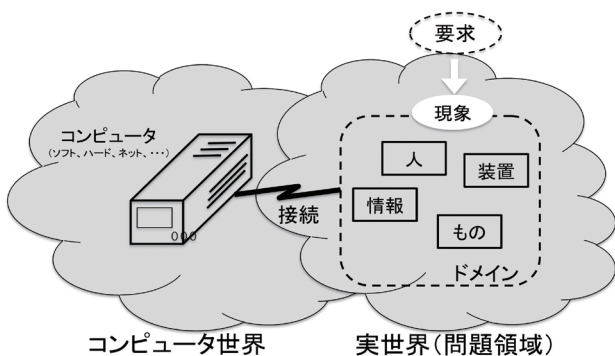 要求
現象
コンピュータ
(ソフト、ハード、ネット、・・・)
人
装置
情報
接続
もの
ドメイン
コンピュータ世界
実世界(問題領域)